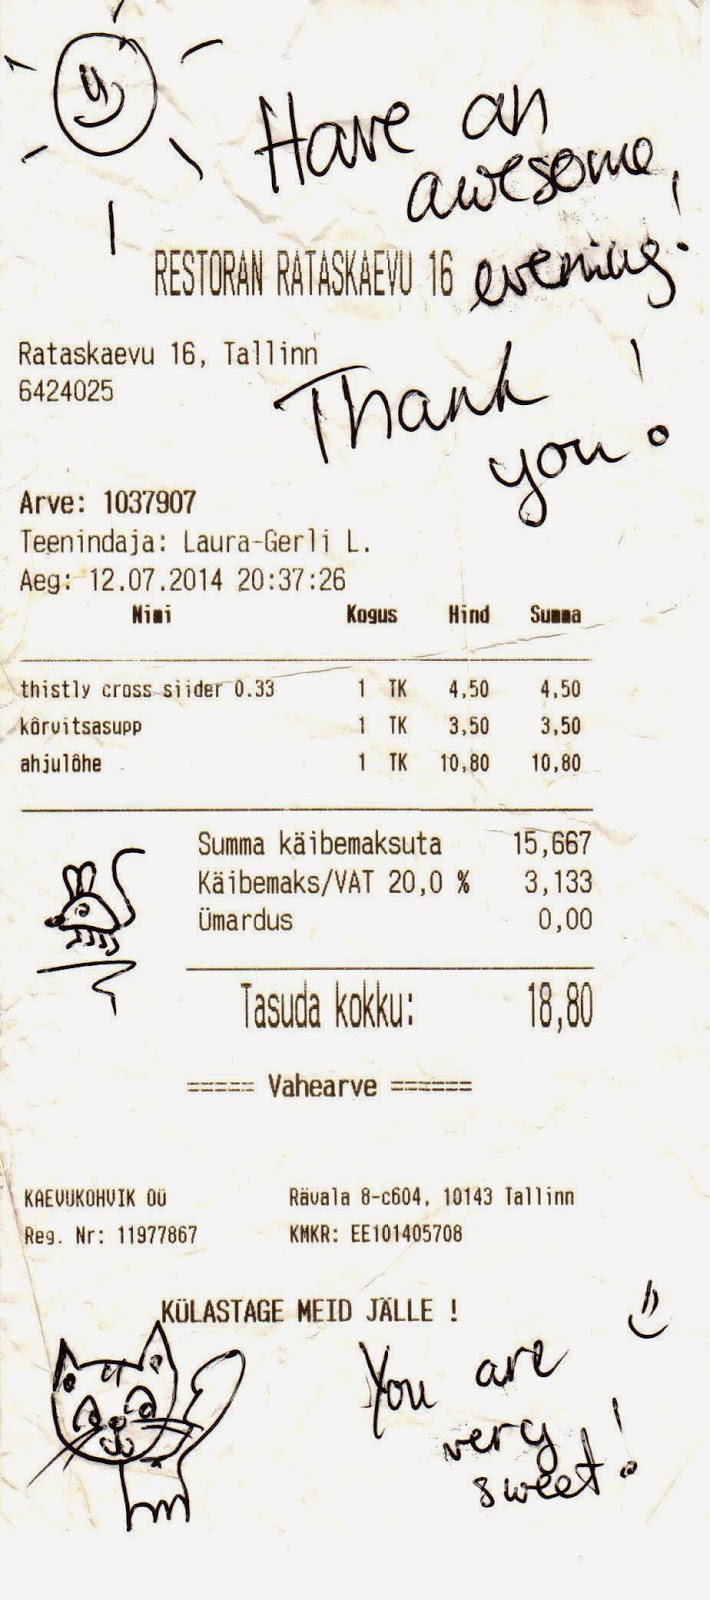 Have an
awesome
evening!
RESTORAN RATASKAEVU 16
Rataskaevu 16, Tallinn
6424025
Thank
you!
Arve: 1037907
Teenindaja: Laura-Gerli L.
Aeg: 12.07.2014 20:37:26
Nimi Kogus Hind Summa
thistly cross siider 0.33 1 TK 4,50 4,50
kõrvitsasupp 1 TK 3,50 3,50
ahjulõhe 1 TK 10,80 10,80
Summa käibemaksuta 15,667
Käibemaks/VAT 20,0 % 3,133
Ümardus 0,00
Tasuda kokku: 18,80
===== Vahearve ======
KAEVUKOHVIK OÜ Rävala 8-c604, 10143 Tallinn
Reg. Nr: 11977867 KMKR: EE101405708
KÜLASTAGE MEID JÄLLE !
You are
very
sweet!